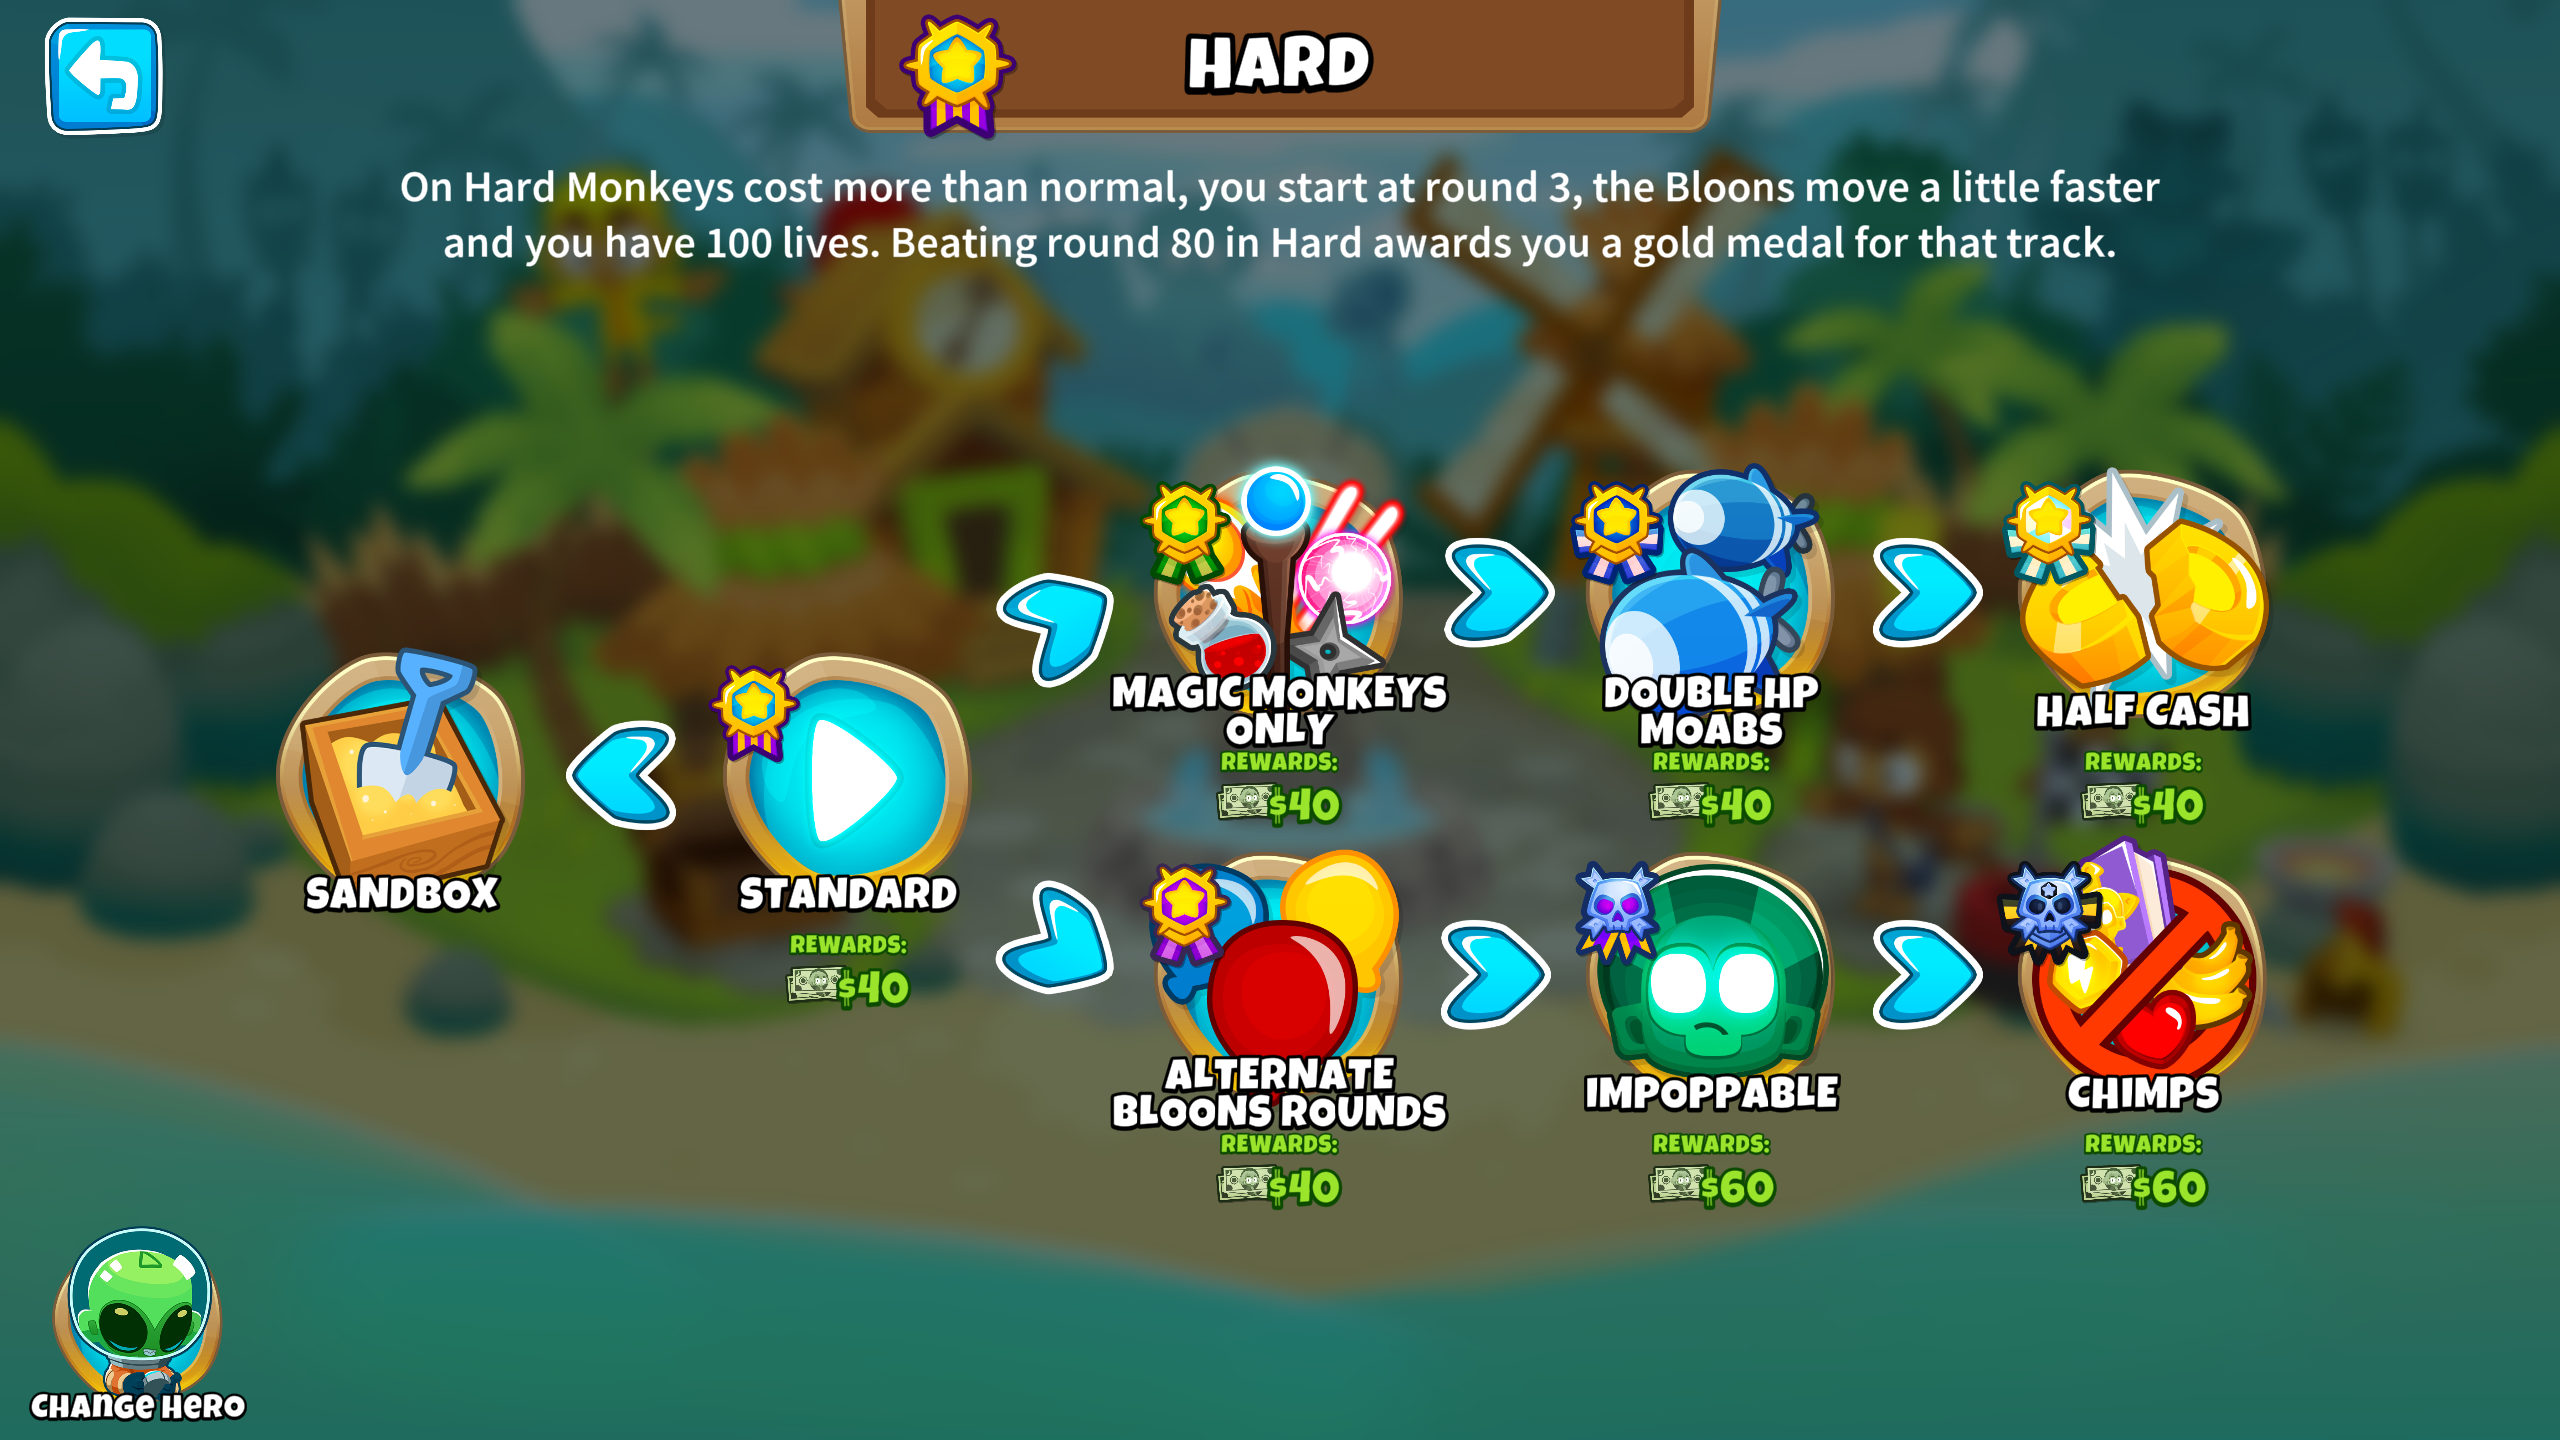 HARD
On Hard Monkeys cost more than normal, you start at round 3, the Bloons move a little faster
and you have 100 lives. Beating round 80 in Hard awards you a gold medal for that track.
MAGIC MONKEYS
ONLY
REWARDS:
$40
DOUBLE HP
MOABS
REWARDS:
$40
HALF CASH
REWARDS:
$40
SANDBOX
STANDARD
REWARDS:
$40
ALTERNATE
BLOONS ROUNDS
REWARDS:
$40
IMPOPPABLE
REWARDS:
$60
CHIMPS
REWARDS:
$60
CHANGE HERO